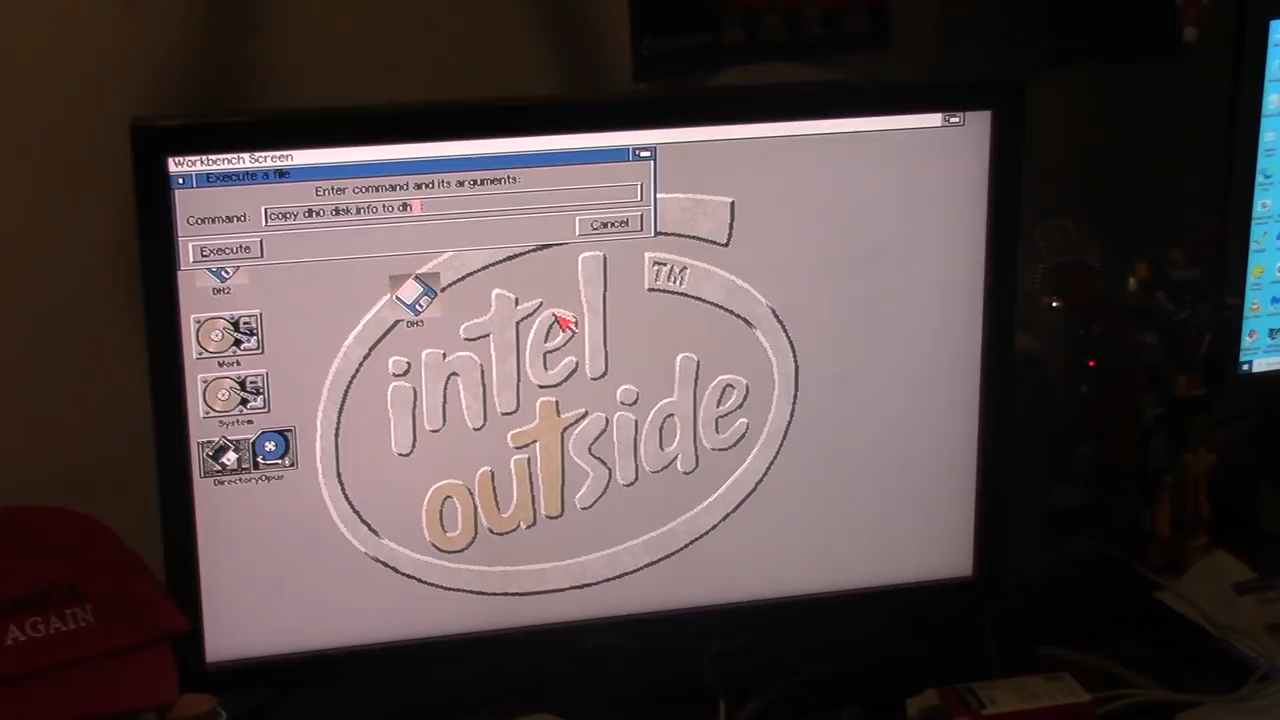 Workbench Screen
Execute a file
Enter command and its arguments:
Command: copy dh0:disk.info to dh
Execute
Cancel
DH2
DH3
Work
System
DirectoryOpus
TM
intel
outside
AGAIN